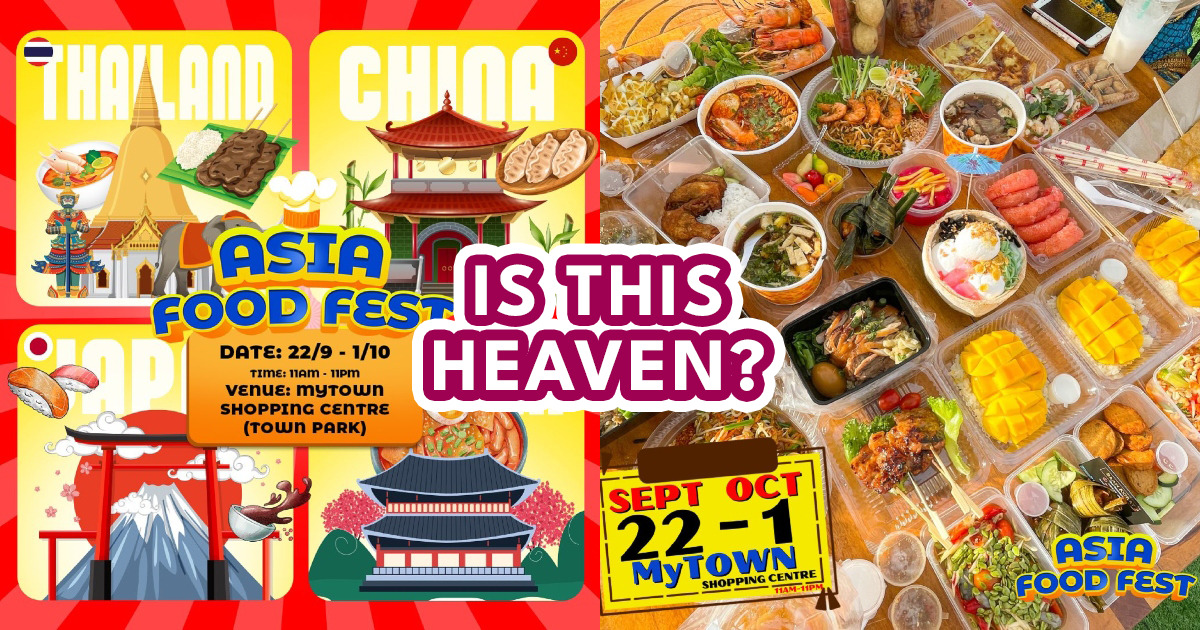 THAILAND
CHINA
JAP
ASIA
FOOD FEST
DATE: 22/9 - 1/10
TIME: 11AM - 11PM
VENUE: MYTOWN
SHOPPING CENTRE
(TOWN PARK)
IS THIS
HEAVEN?
SEPT OCT
22 - 1
MyTOWN
SHOPPING CENTRE
11AM-11PM
ASIA
FOOD FEST